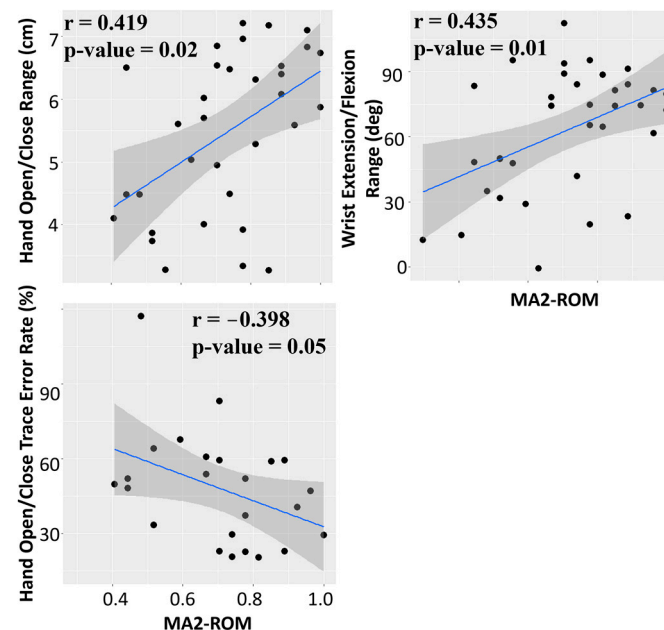 Hand Open/Close Range (cm)
r = 0.419
p-value = 0.02
7
6
5
4
Wrist Extension/Flexion
Range (deg)
r = 0.435
p-value = 0.01
90
60
30
0
MA2-ROM
Hand Open/Close Trace Error Rate (%)
r = −0.398
p-value = 0.05
90
60
30
0.4 0.6 0.8 1.0
MA2-ROM